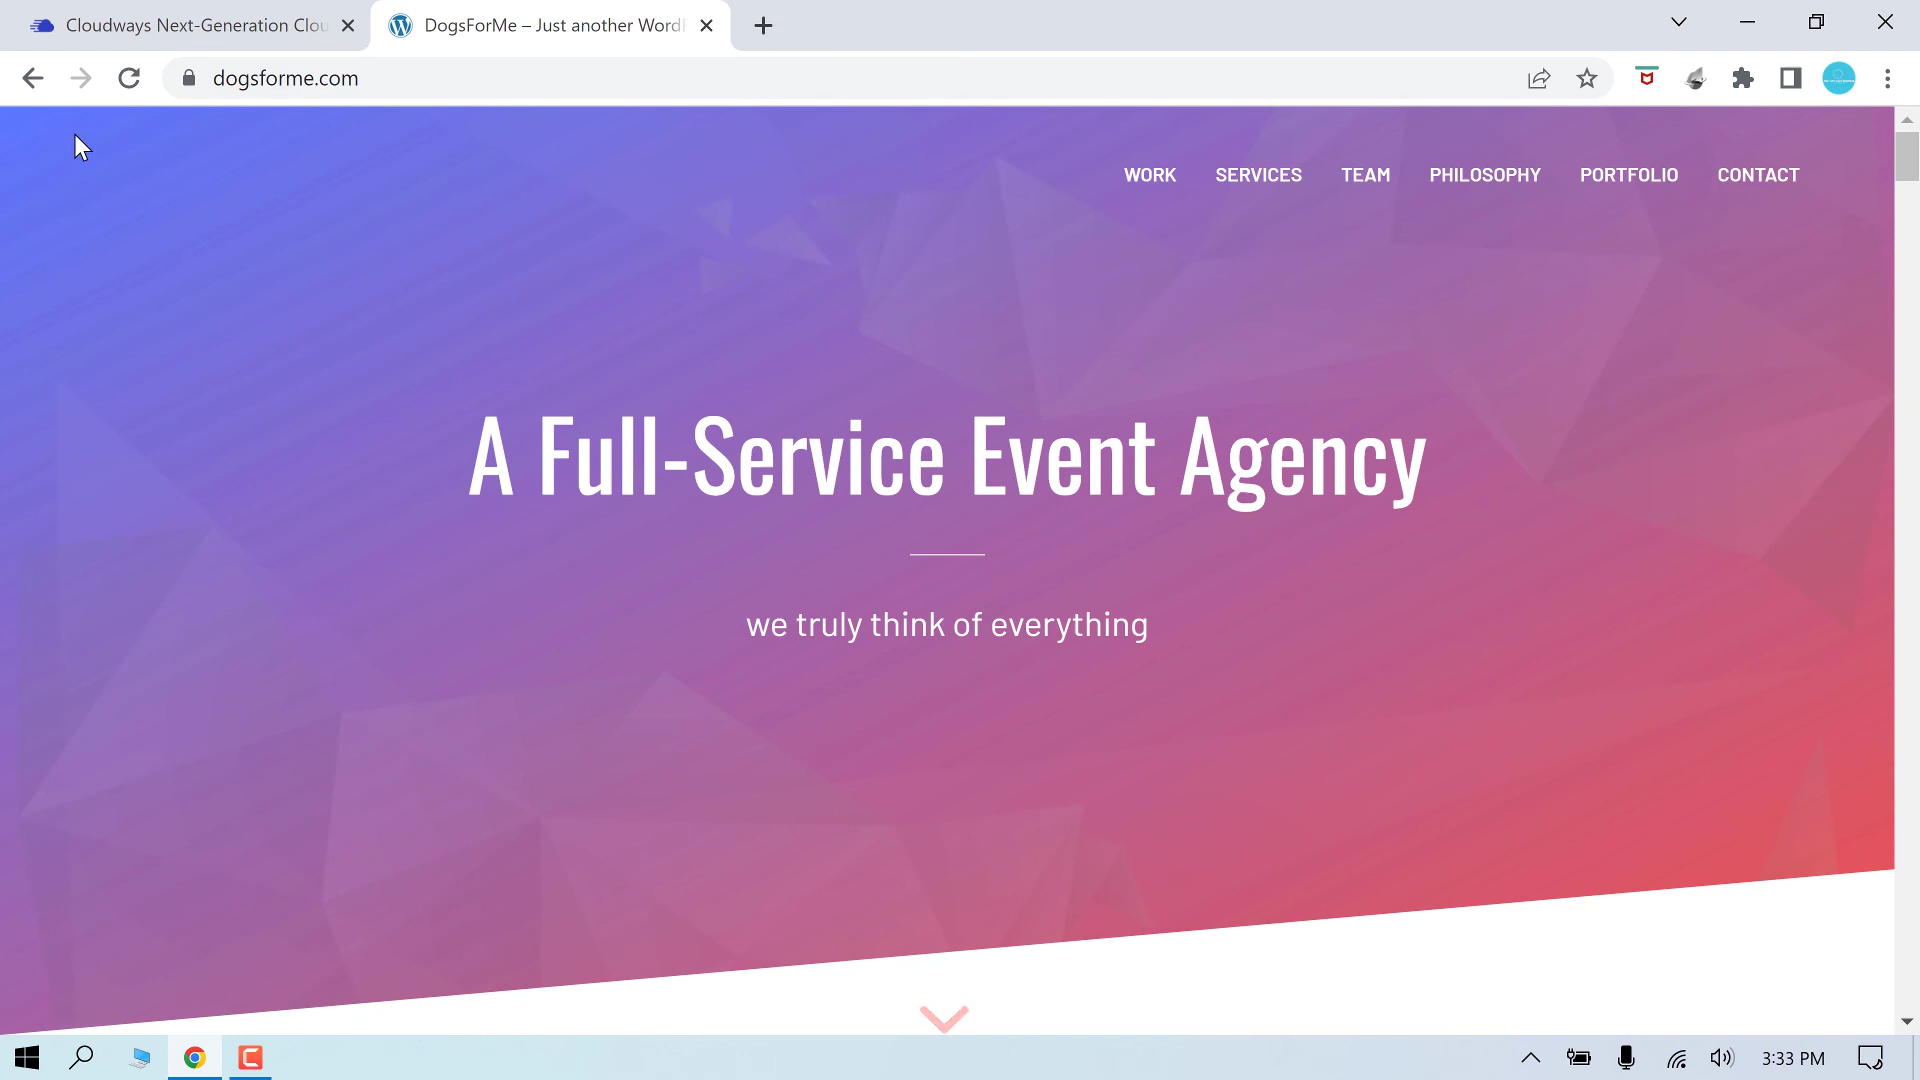 Cloudways Next-Generation Clou
DogsForMe – Just another WordP
dogsforme.com
WORK SERVICES TEAM PHILOSOPHY PORTFOLIO CONTACT
A Full-Service Event Agency
we truly think of everything
3:33 PM